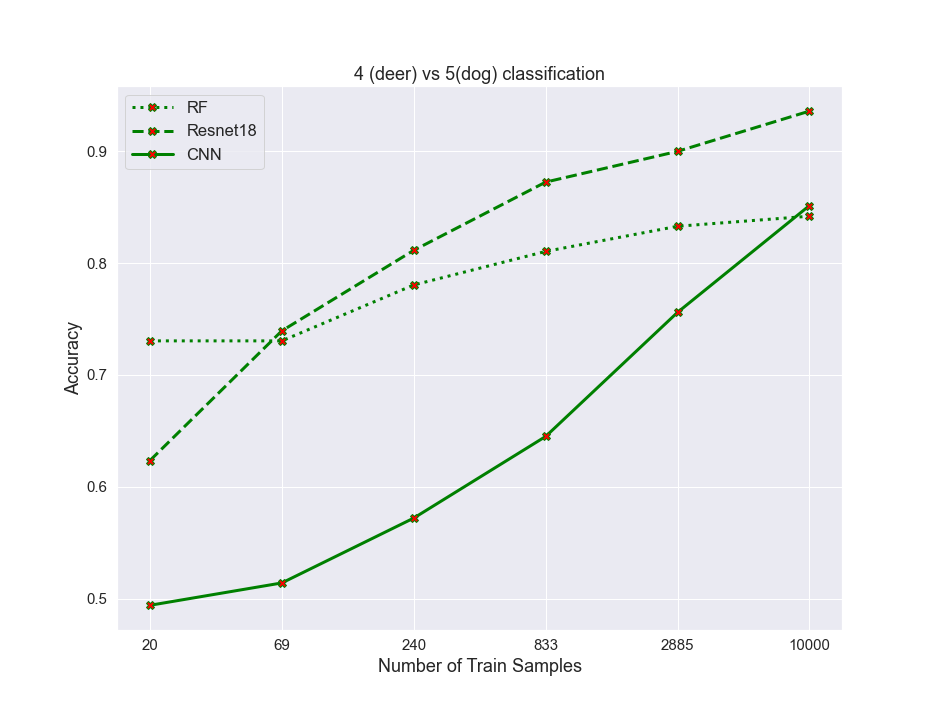 4 (deer) vs 5(dog) classification
RF
Resnet18
CNN
0.9
0.8
0.7
0.6
0.5
Accuracy
20 69 240 833 2885 10000
Number of Train Samples